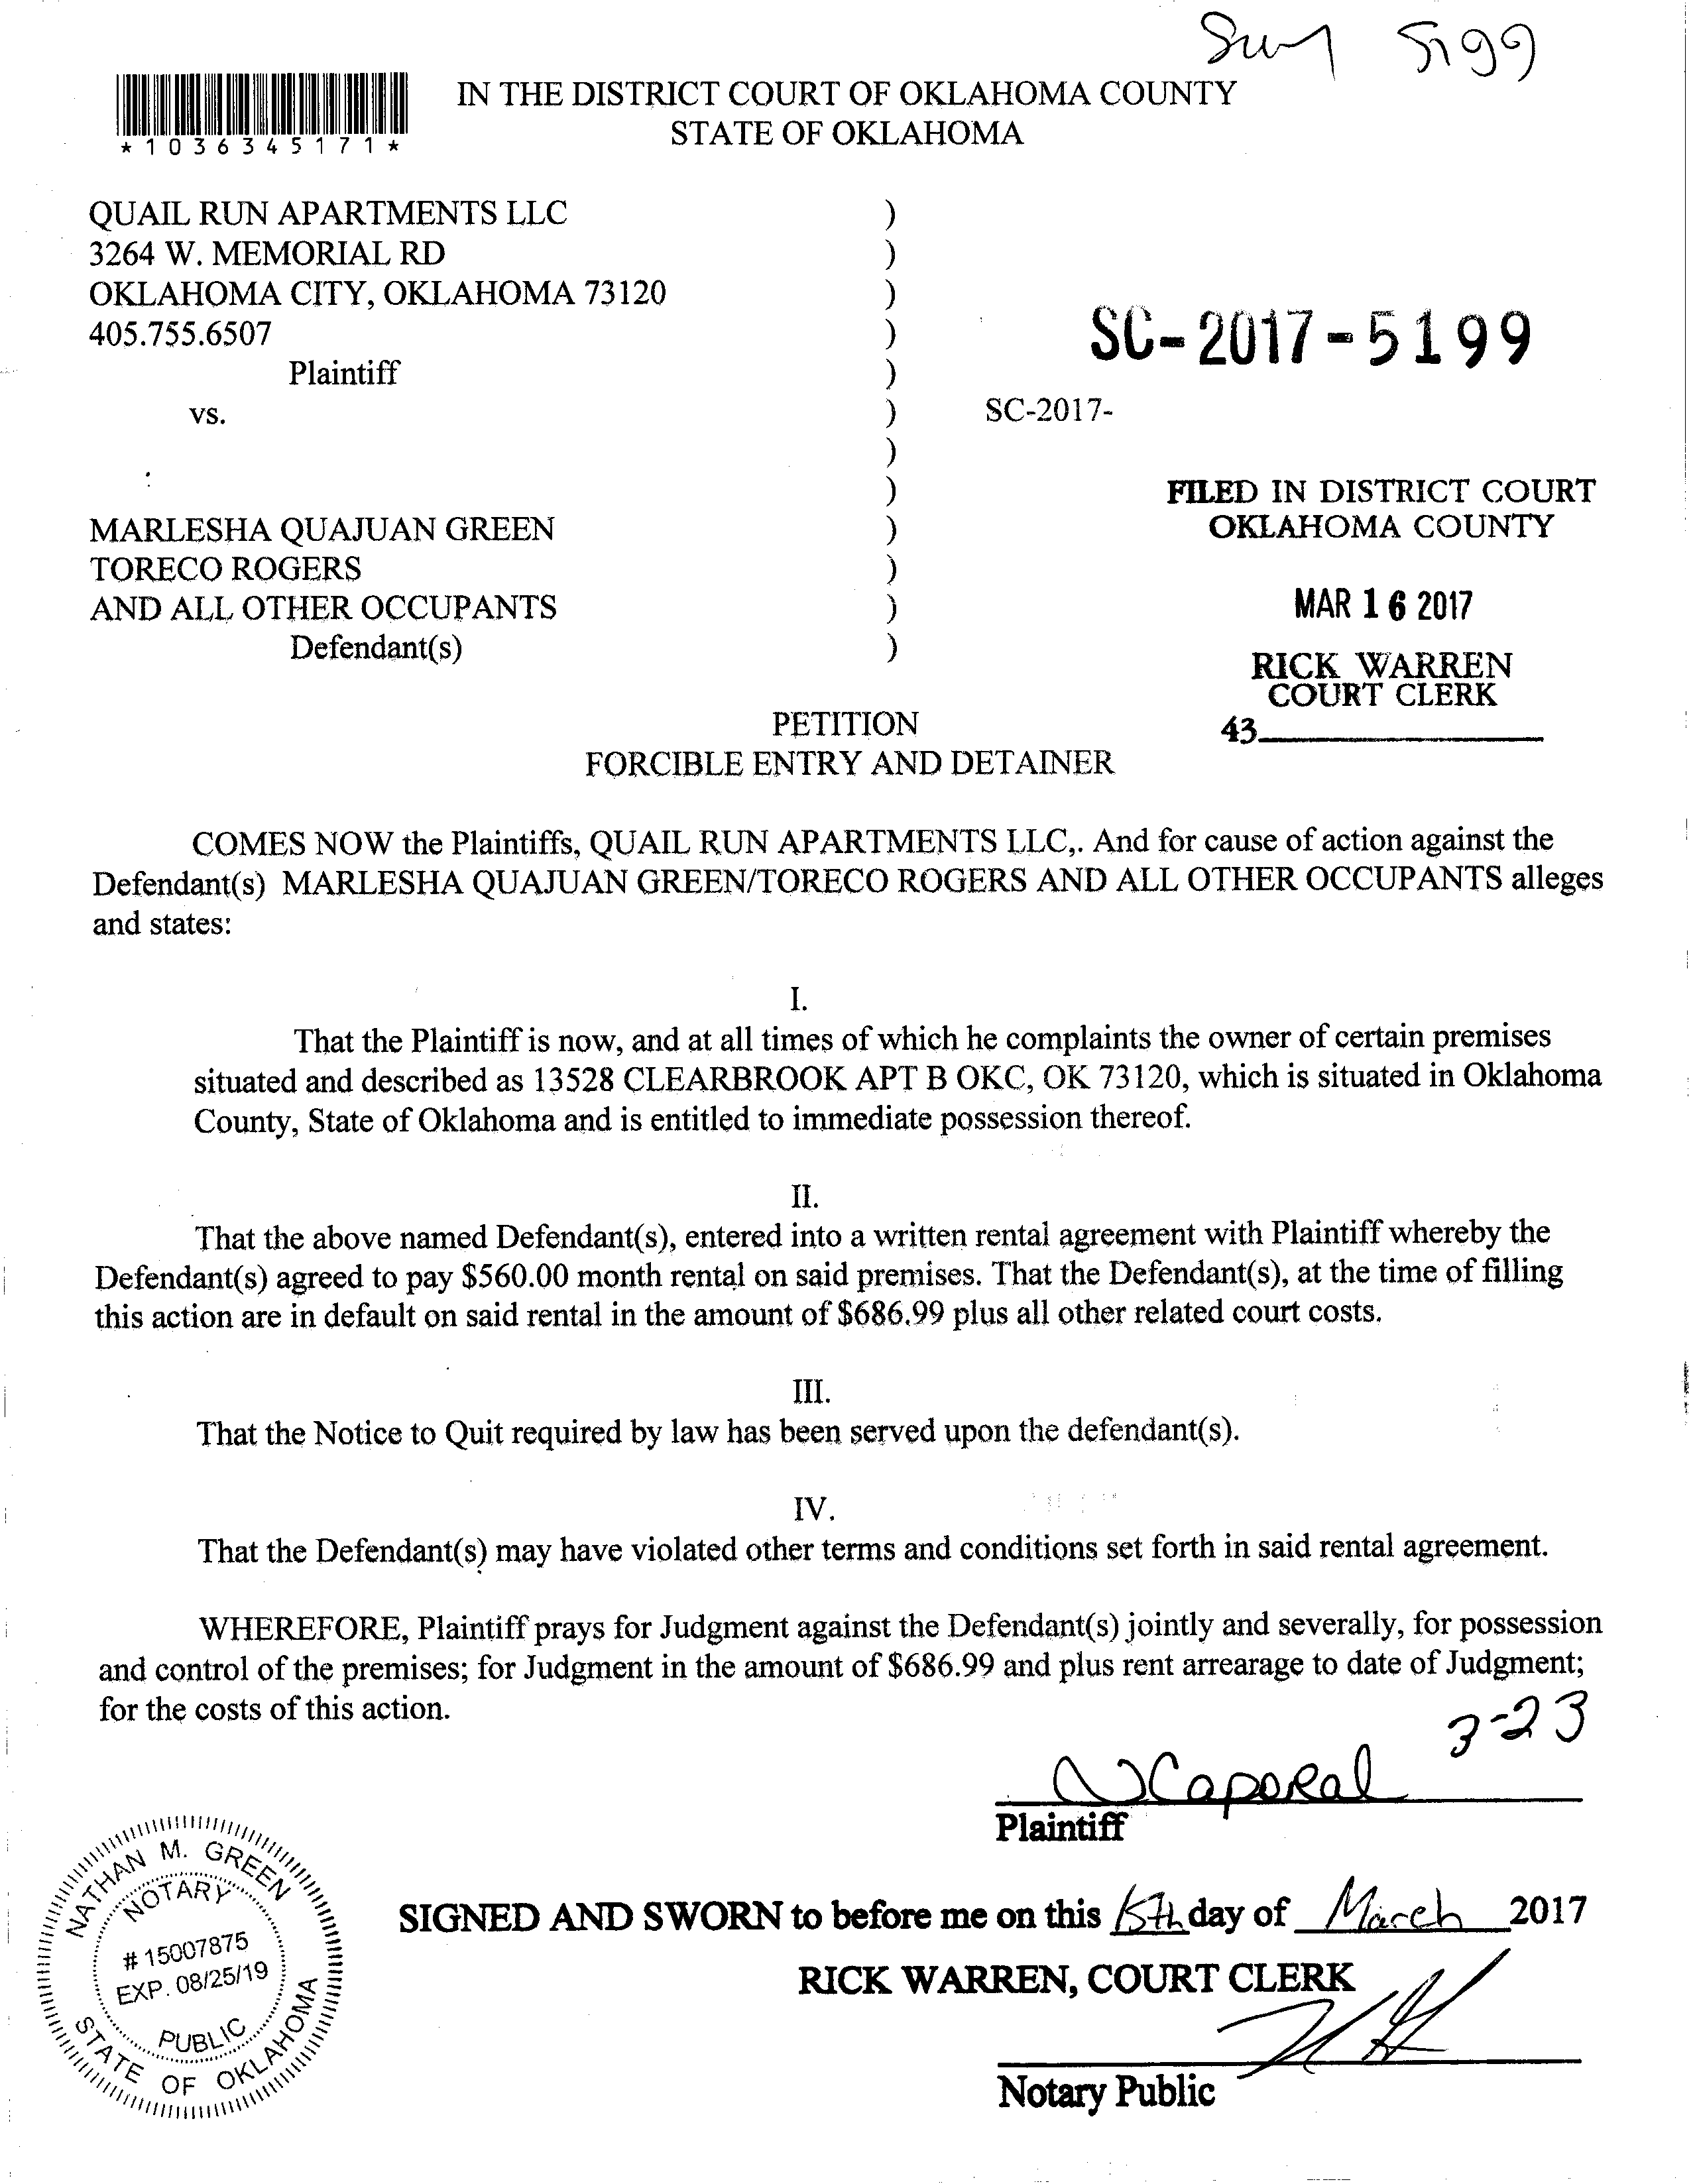 5199
*1036345171*
IN THE DISTRICT COURT OF OKLAHOMA COUNTY
STATE OF OKLAHOMA
QUAIL RUN APARTMENTS LLC )
3264 W. MEMORIAL RD )
OKLAHOMA CITY, OKLAHOMA 73120 )
405.755.6507 )
SC-2017-5199
Plaintiff )
vs. ) SC-2017-
)
)
FILED IN DISTRICT COURT
OKLAHOMA COUNTY
MARLESHA QUAJUAN GREEN )
TORECO ROGERS )
AND ALL OTHER OCCUPANTS )
Defendant(s) )
MAR 16 2017
RICK WARREN
COURT CLERK
43
PETITION
FORCIBLE ENTRY AND DETAINER
COMES NOW the Plaintiffs, QUAIL RUN APARTMENTS LLC,. And for cause of action against the
Defendant(s) MARLESHA QUAJUAN GREEN/TORECO ROGERS AND ALL OTHER OCCUPANTS alleges
and states:
I.
That the Plaintiff is now, and at all times of which he complaints the owner of certain premises
situated and described as 13528 CLEARBROOK APT B OKC, OK 73120, which is situated in Oklahoma
County, State of Oklahoma and is entitled to immediate possession thereof.
II.
That the above named Defendant(s), entered into a written rental agreement with Plaintiff whereby the
Defendant(s) agreed to pay $560.00 month rental on said premises. That the Defendant(s), at the time of filling
this action are in default on said rental in the amount of $686.99 plus all other related court costs.
III.
That the Notice to Quit required by law has been served upon the defendant(s).
IV.
That the Defendant(s) may have violated other terms and conditions set forth in said rental agreement.
WHEREFORE, Plaintiff prays for Judgment against the Defendant(s) jointly and severally, for possession
and control of the premises; for Judgment in the amount of $686.99 and plus rent arrearage to date of Judgment;
for the costs of this action.
3-23
NCaporal
Plaintiff
NATHAN M. GREEN
NOTARY
# 15007875
EXP. 08/25/19
PUBLIC
STATE OF OKLAHOMA
SIGNED AND SWORN to before me on this 15th day of March 2017
RICK WARREN, COURT CLERK
Notary Public